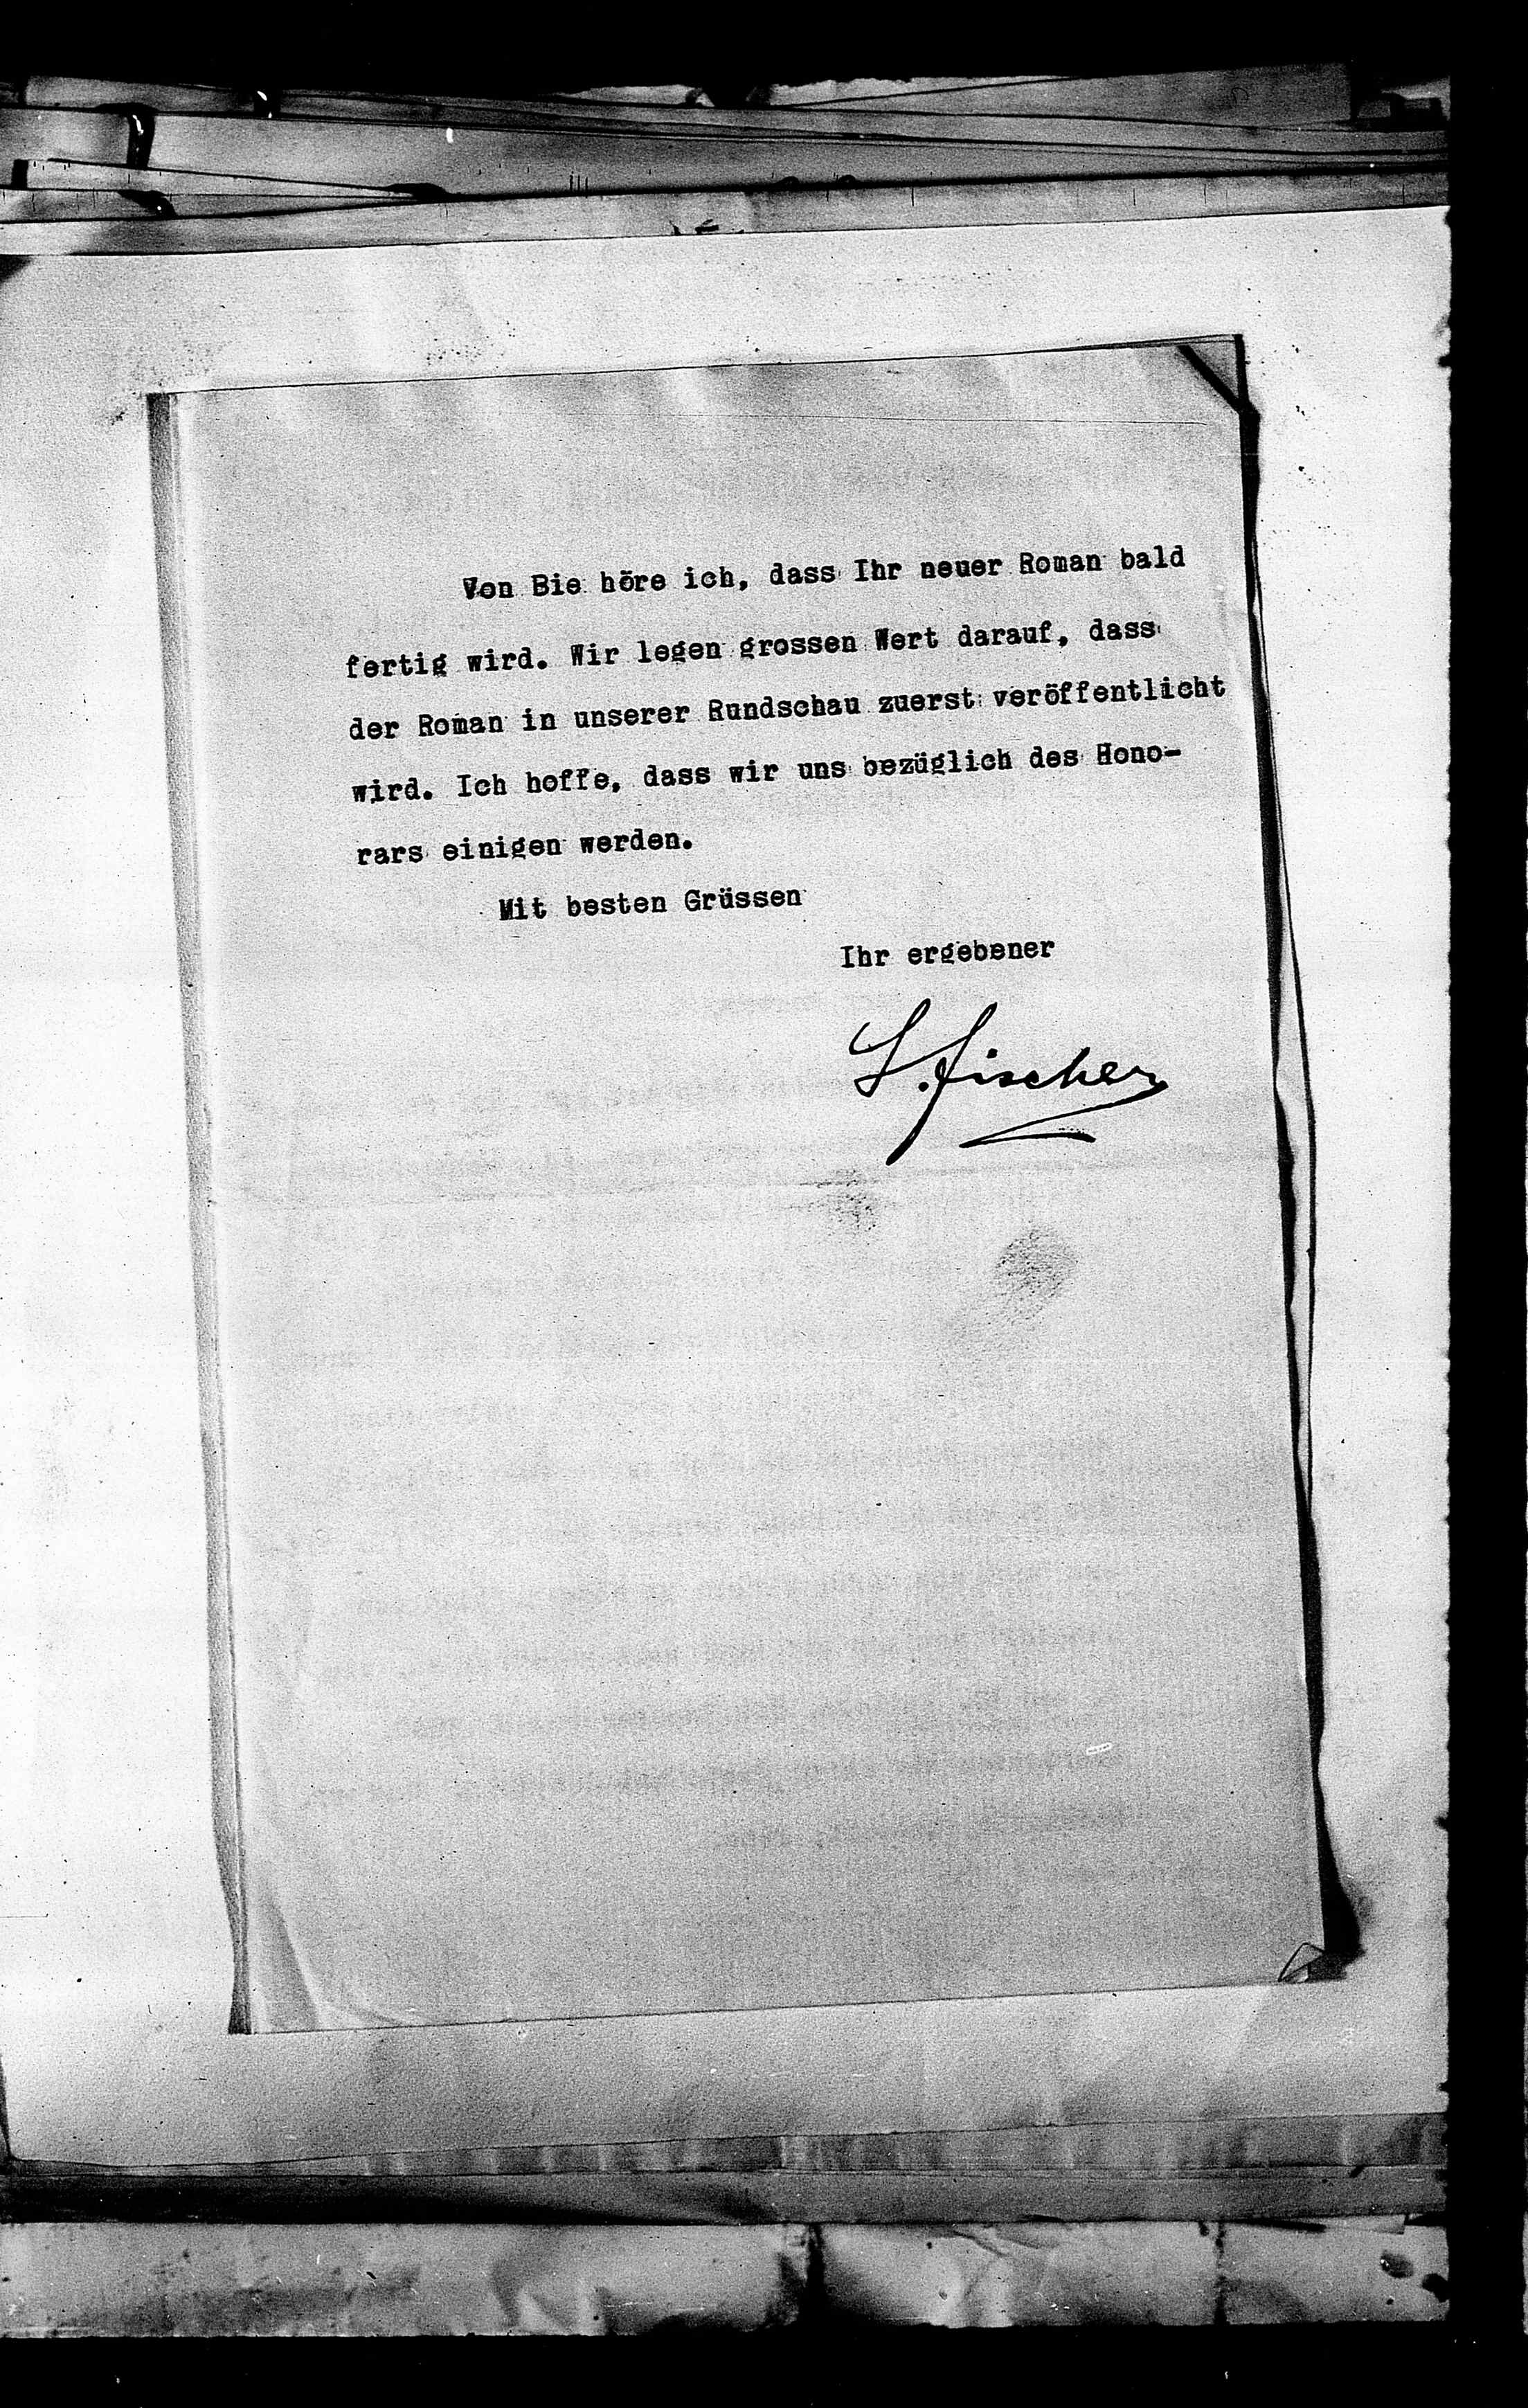 Von Bie höre ich, dass Ihr neuer Roman bald
fertig wird. Wir legen grossen Wert darauf, dass
der Roman in unserer Rundschau zuerst veröffentlicht
wird. Ich hoffe, dass wir uns bezüglich des Hono-
rars einigen werden.
Mit besten Grüssen
Ihr ergebener
S. Fischer